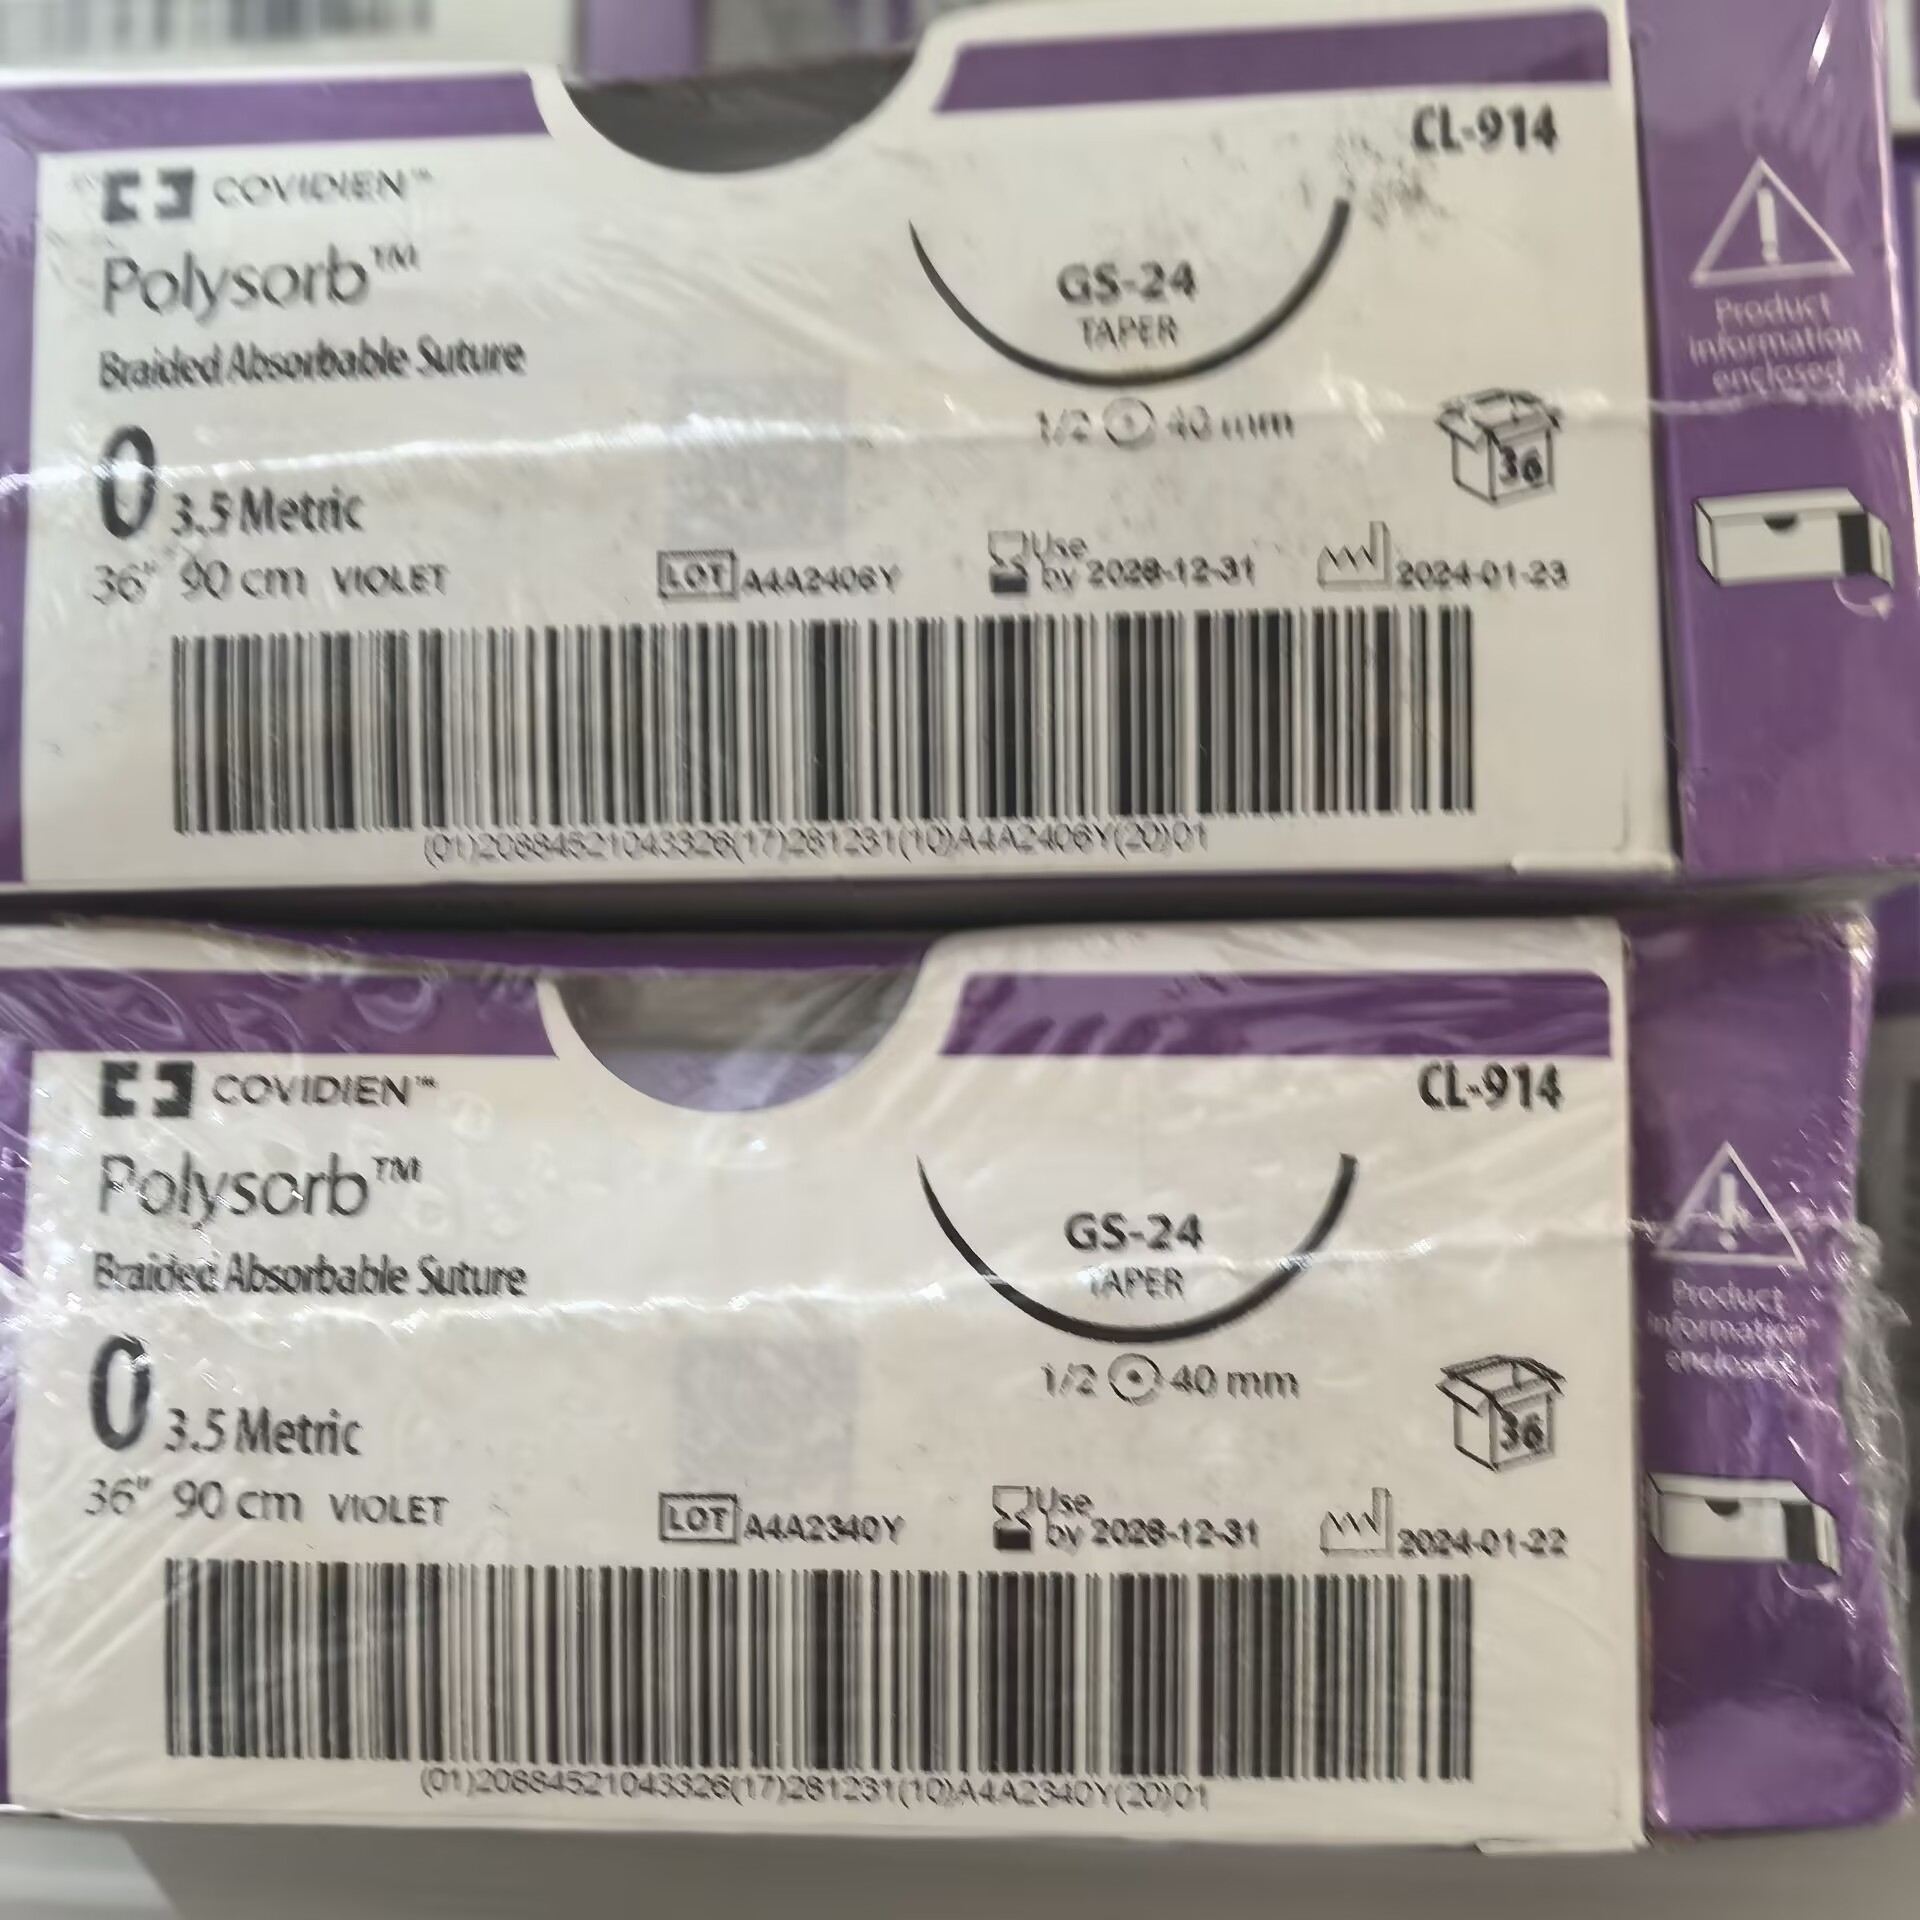 CL-914
COVIDIEN™
Polysorb™
Braided Absorbable Suture
GS-24
TAPER
1/2 40 mm
0 3.5 Metric
36
36" 90 cm VIOLET
LOT A4A2406Y
Use by 2028-12-31
2024-01-23
(01)20884521043326(17)281231(10)A4A2406Y(20)01
Product
information
enclosed
CL-914
COVIDIEN™
Polysorb™
Braided Absorbable Suture
GS-24
TAPER
1/2 40 mm
0 3.5 Metric
36
36" 90 cm VIOLET
LOT A4A2340Y
Use by 2028-12-31
2024-01-22
(01)20884521043326(17)281231(10)A4A2340Y(20)01
Product
information
enclosed